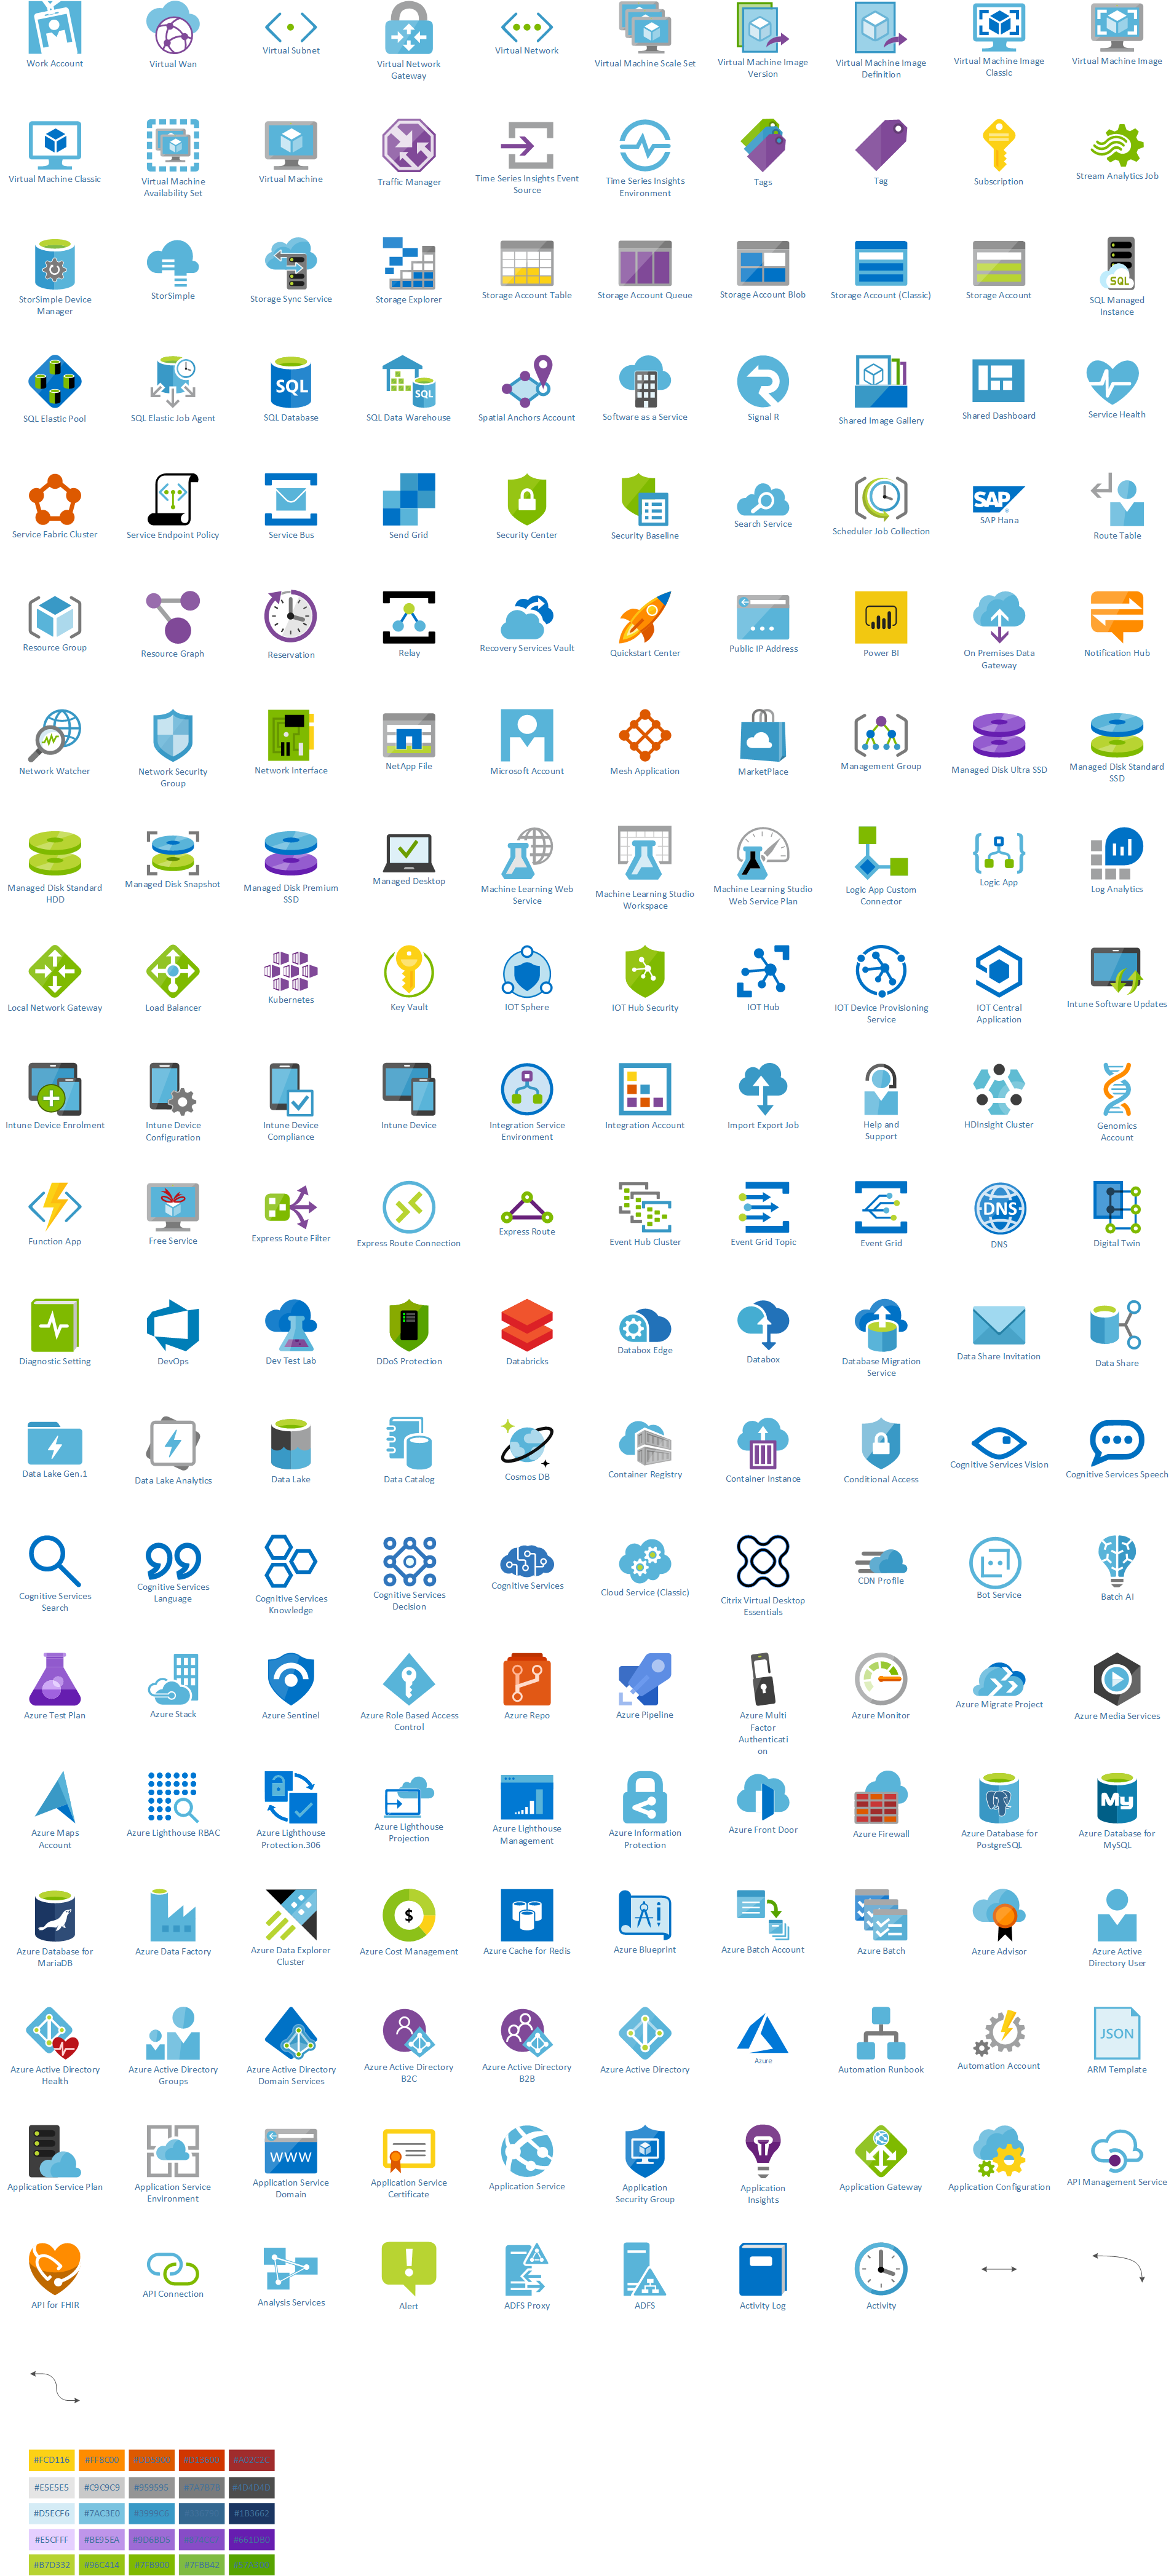 Work Account
Virtual Wan
Virtual Subnet
Virtual Network
Gateway
Virtual Network
Virtual Machine Scale Set
Virtual Machine Image
Version
Virtual Machine Image
Definition
Virtual Machine Image
Classic
Virtual Machine Image
Virtual Machine Classic
Virtual Machine
Availability Set
Virtual Machine
Traffic Manager
Time Series Insights Event
Source
Time Series Insights
Environment
Tags
Tag
Subscription
Stream Analytics Job
StorSimple Device
Manager
StorSimple
Storage Sync Service
Storage Explorer
Storage Account Table
Storage Account Queue
Storage Account Blob
Storage Account (Classic)
Storage Account
SQL
SQL Managed
Instance
SQL Elastic Pool
SQL Elastic Job Agent
SQL
SQL Database
SQL
SQL Data Warehouse
Spatial Anchors Account
Software as a Service
Signal R
Shared Image Gallery
Shared Dashboard
Service Health
Service Fabric Cluster
Service Endpoint Policy
Service Bus
Send Grid
Security Center
Security Baseline
Search Service
Scheduler Job Collection
SAP
SAP Hana
Route Table
Resource Group
Resource Graph
Reservation
Relay
Recovery Services Vault
Quickstart Center
Public IP Address
Power BI
On Premises Data
Gateway
Notification Hub
Network Watcher
Network Security
Group
Network Interface
NetApp File
Microsoft Account
Mesh Application
MarketPlace
Management Group
Managed Disk Ultra SSD
Managed Disk Standard
SSD
Managed Disk Standard
HDD
Managed Disk Snapshot
Managed Disk Premium
SSD
Managed Desktop
Machine Learning Web
Service
Machine Learning Studio
Workspace
Machine Learning Studio
Web Service Plan
Logic App Custom
Connector
Logic App
Log Analytics
Local Network Gateway
Load Balancer
Kubernetes
Key Vault
IOT Sphere
IOT Hub Security
IOT Hub
IOT Device Provisioning
Service
IOT Central
Application
Intune Software Updates
Intune Device Enrolment
Intune Device
Configuration
Intune Device
Compliance
Intune Device
Integration Service
Environment
Integration Account
Import Export Job
Help and
Support
HDInsight Cluster
Genomics
Account
Function App
Free Service
Express Route Filter
Express Route Connection
Express Route
Event Hub Cluster
Event Grid Topic
Event Grid
DNS
DNS
Digital Twin
Diagnostic Setting
DevOps
Dev Test Lab
DDoS Protection
Databricks
Databox Edge
Databox
Database Migration
Service
Data Share Invitation
Data Share
Data Lake Gen.1
Data Lake Analytics
Data Lake
Data Catalog
Cosmos DB
Container Registry
Container Instance
Conditional Access
Cognitive Services Vision
Cognitive Services Speech
Cognitive Services
Search
Cognitive Services
Language
Cognitive Services
Knowledge
Cognitive Services
Decision
Cognitive Services
Cloud Service (Classic)
Citrix Virtual Desktop
Essentials
CDN Profile
Bot Service
Batch AI
Azure Test Plan
Azure Stack
Azure Sentinel
Azure Role Based Access
Control
Azure Repo
Azure Pipeline
Azure Multi
Factor
Authenticati
on
Azure Monitor
Azure Migrate Project
Azure Media Services
Azure Maps
Account
Azure Lighthouse RBAC
Azure Lighthouse
Protection.306
Azure Lighthouse
Projection
Azure Lighthouse
Management
Azure Information
Protection
Azure Front Door
Azure Firewall
Azure Database for
PostgreSQL
My
Azure Database for
MySQL
Azure Database for
MariaDB
Azure Data Factory
Azure Data Explorer
Cluster
$
Azure Cost Management
Azure Cache for Redis
Azure Blueprint
Azure Batch Account
Azure Batch
Azure Advisor
Azure Active
Directory User
Azure Active Directory
Health
Azure Active Directory
Groups
Azure Active Directory
Domain Services
Azure Active Directory
B2C
Azure Active Directory
B2B
Azure Active Directory
Azure
Automation Runbook
Automation Account
JSON
ARM Template
Application Service Plan
Application Service
Environment
WWW
Application Service
Domain
Application Service
Certificate
Application Service
Application
Security Group
Application
Insights
Application Gateway
Application Configuration
API Management Service
API for FHIR
API Connection
Analysis Services
!
Alert
ADFS Proxy
ADFS
Activity Log
Activity
#FCD116 #FF8C00 #A02C2C
#E5E5E5 #C9C9C9 #959595 #4D4D4D
#D5ECF6 #7AC3E0 #3999C6 #1B3662
#E5CFFF #BE95EA #661DB0
#B7D332 #96C414 #7FB900 #7FBB42